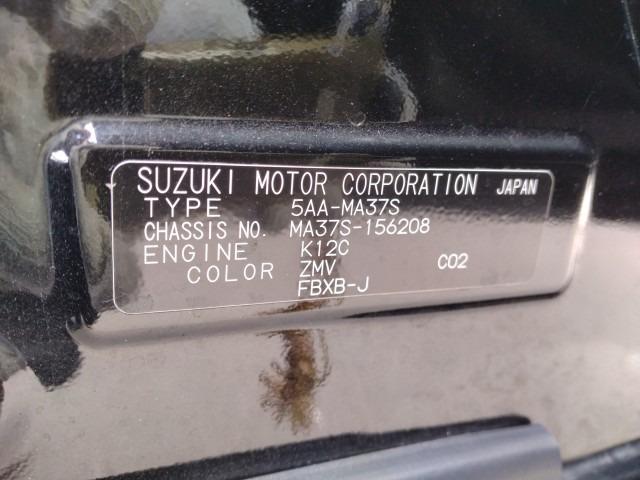 SUZUKI MOTOR CORPORATION JAPAN
TYPE 5AA-MA37S
CHASSIS NO. MA37S-156208
ENGINE K12C
COLOR ZMV C02
FBXB-J